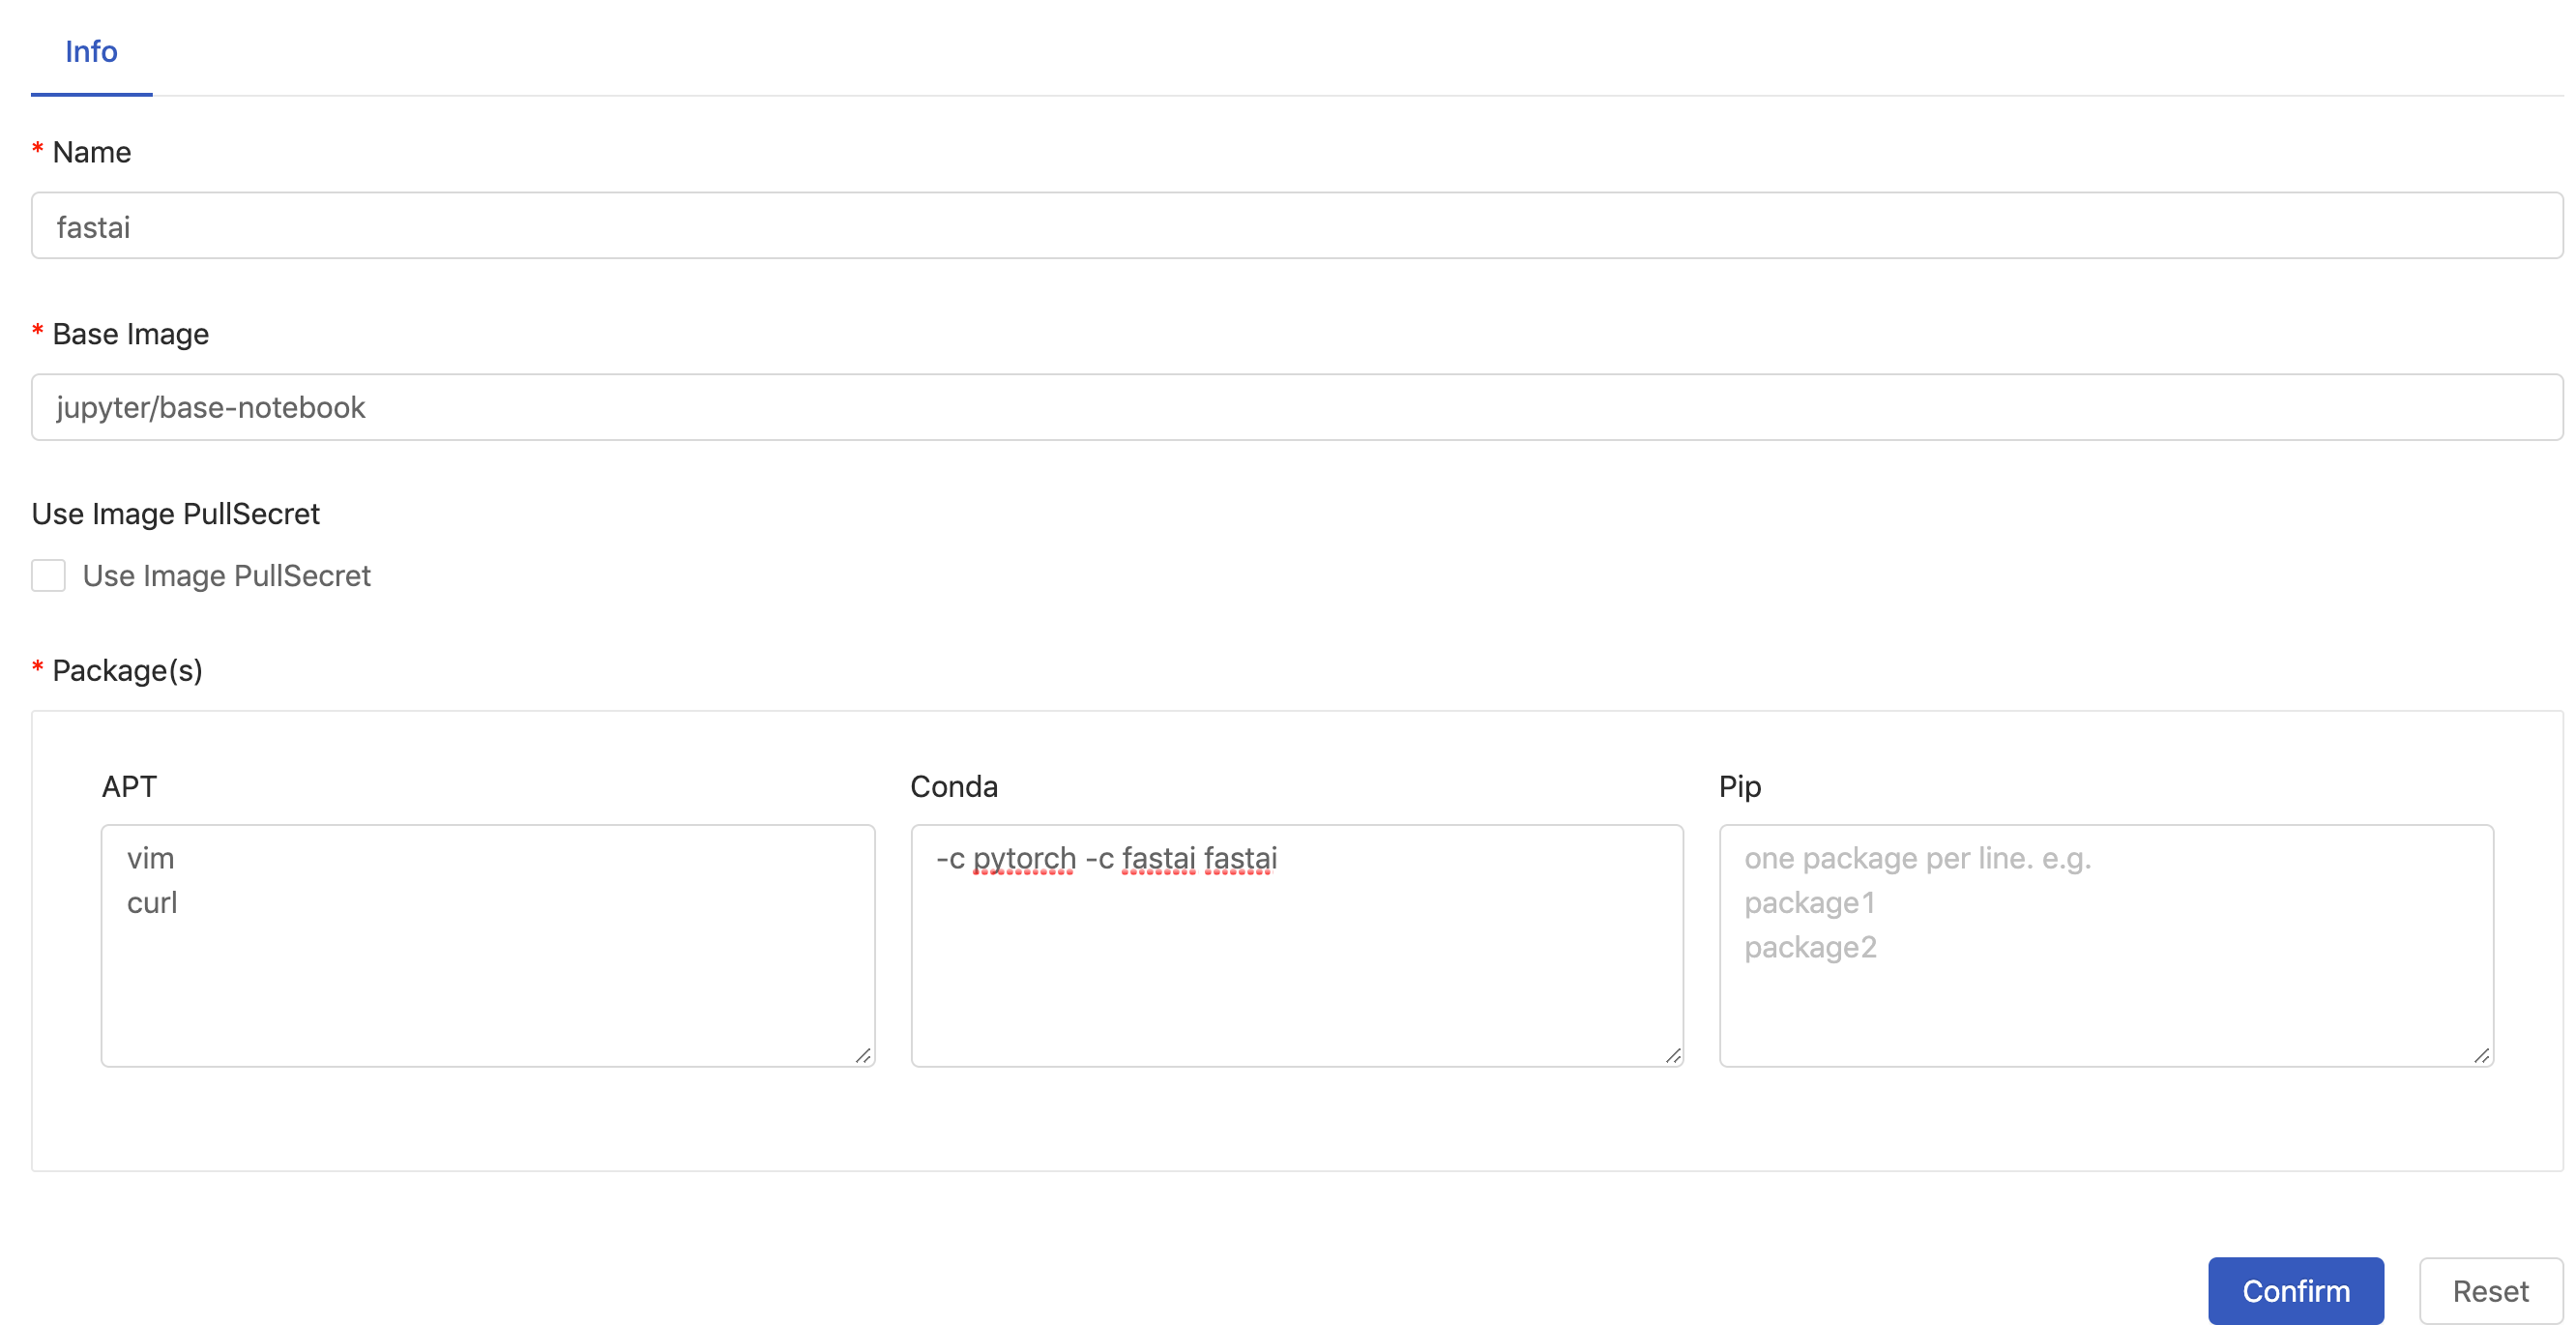 Info
* Name
fastai
* Base Image
jupyter/base-notebook
Use Image PullSecret
Use Image PullSecret
* Package(s)
APT
vim
curl
Conda
-c pytorch -c fastai fastai
Pip
one package per line. e.g.
package1
package2
Confirm
Reset